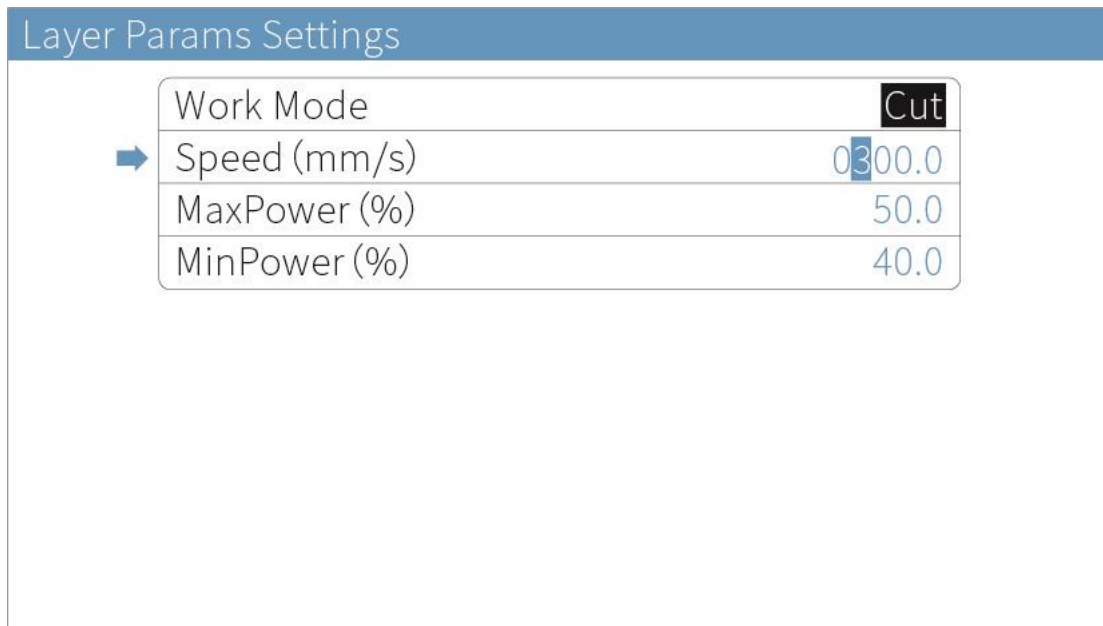 Layer Params Settings
Work Mode Cut
Speed (mm/s) 0300.0
MaxPower (%) 50.0
MinPower (%) 40.0